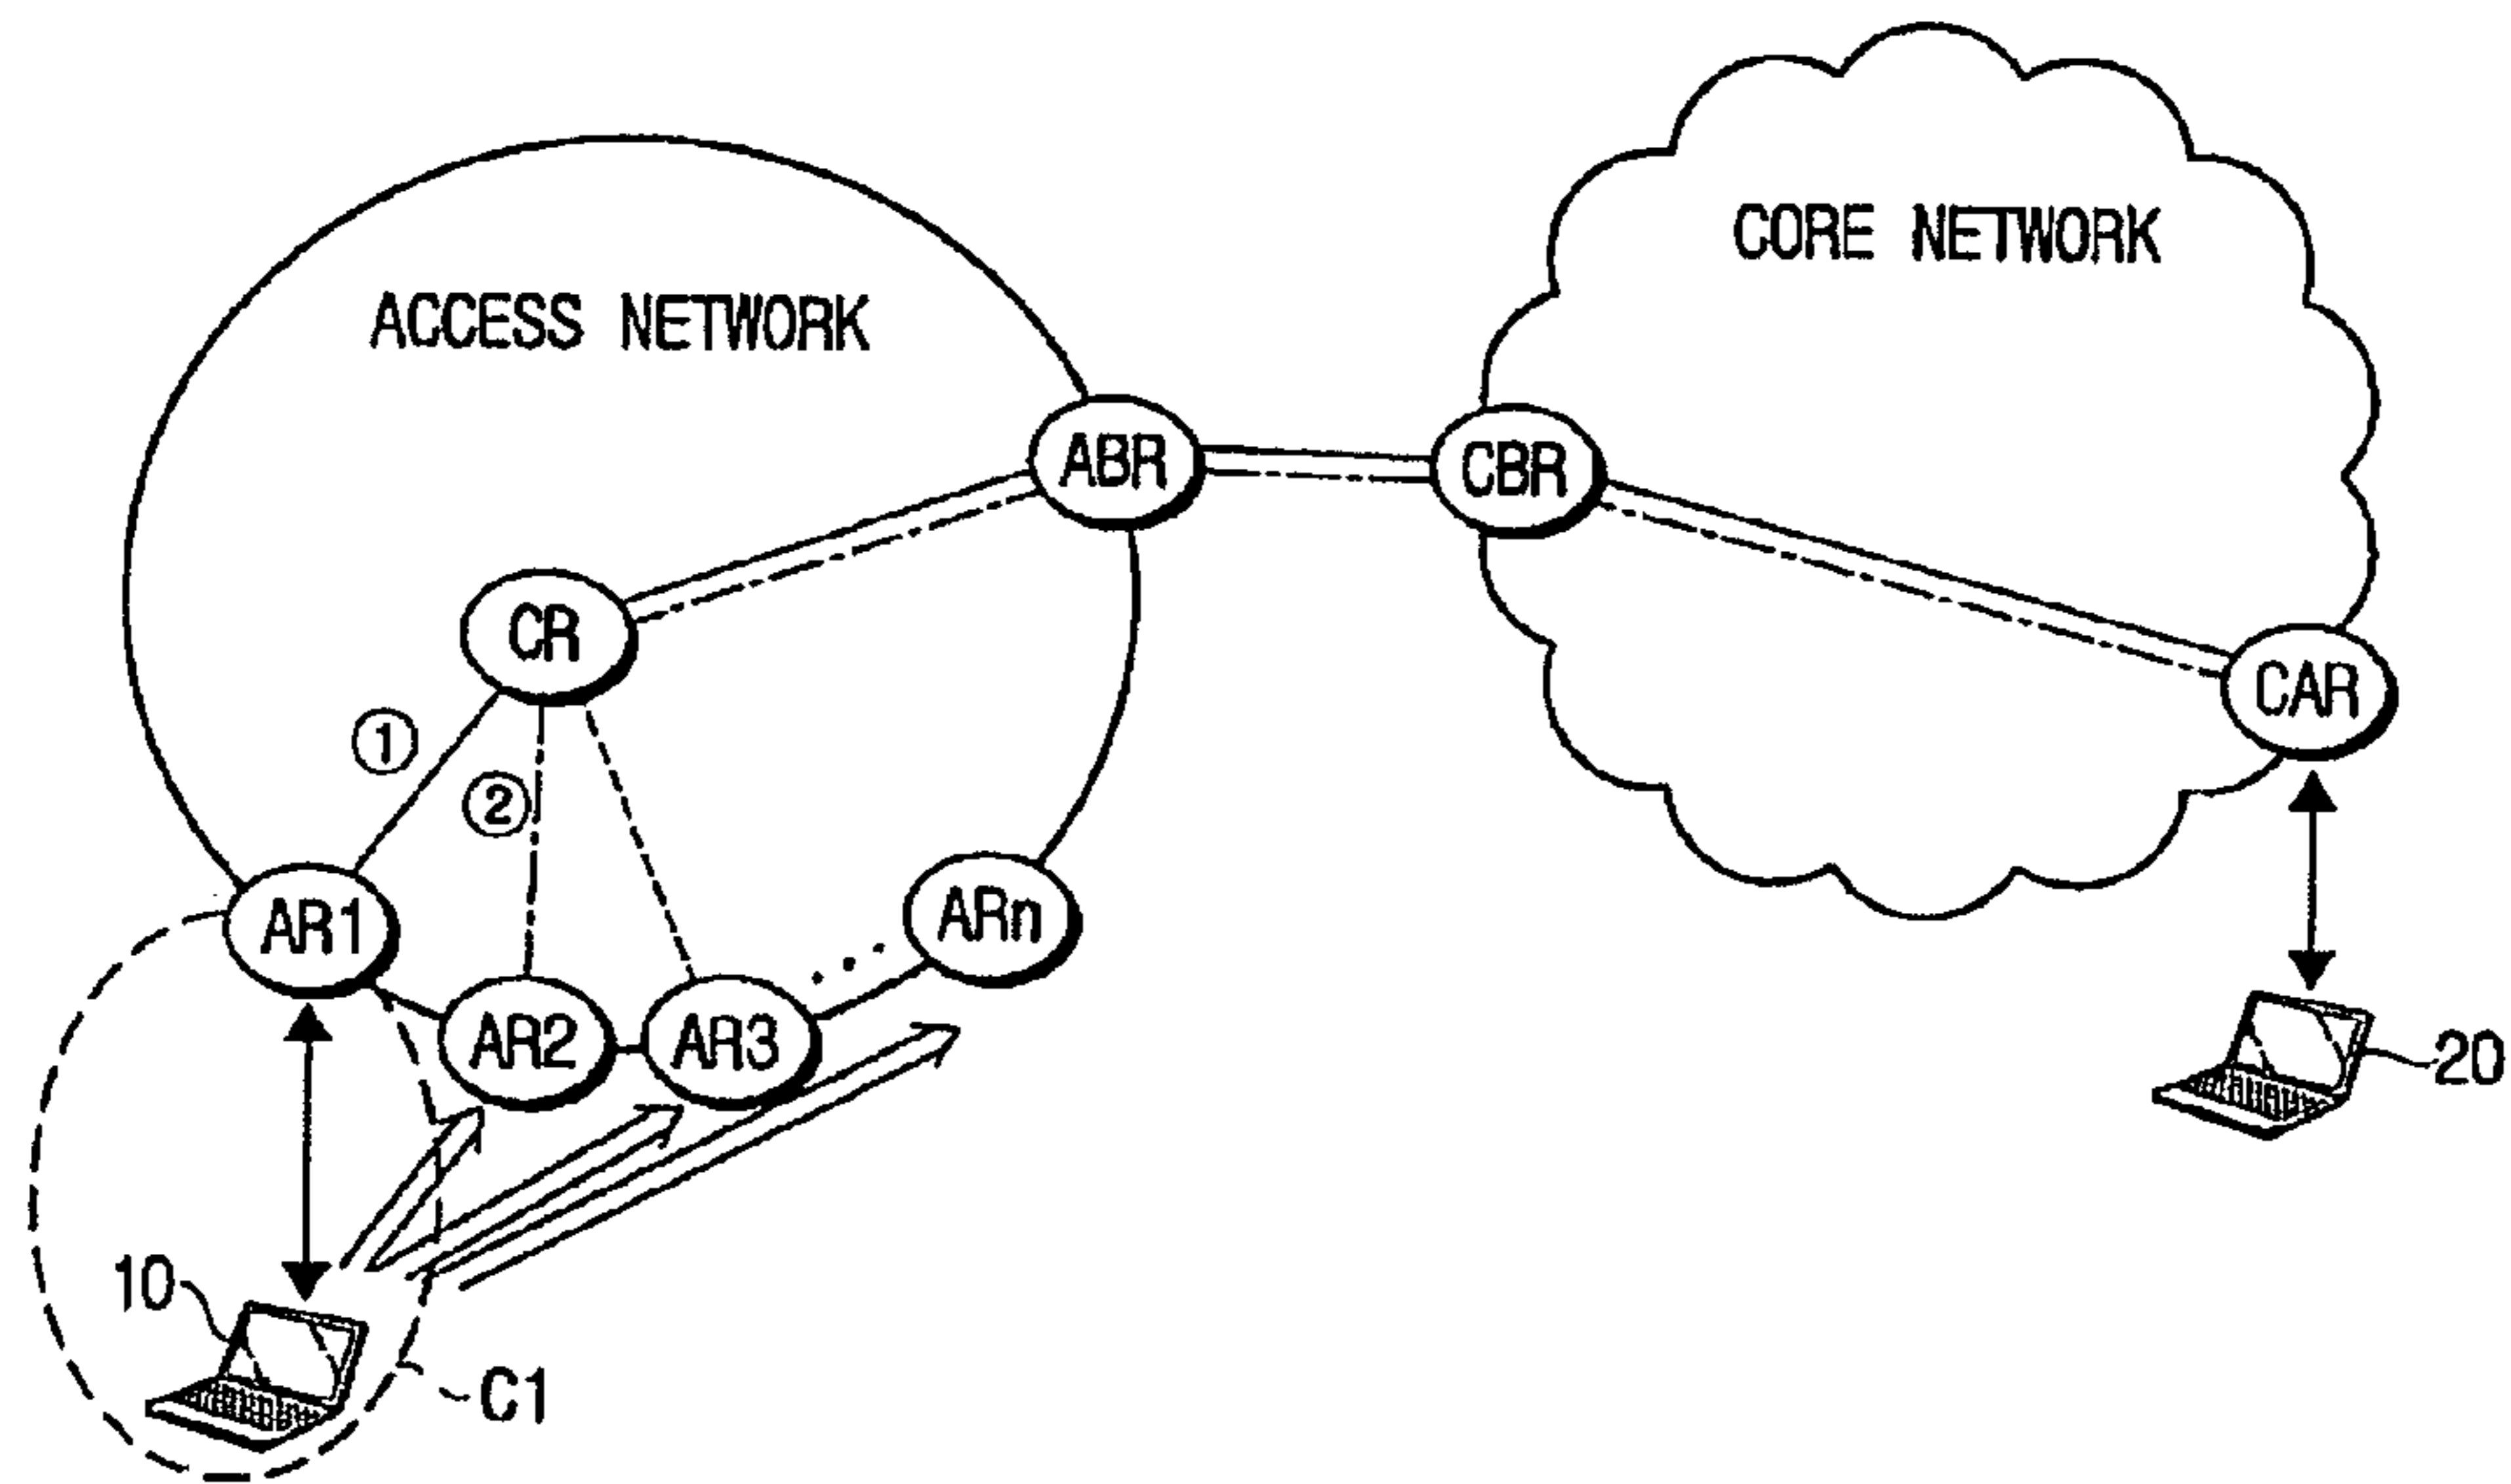 CORE NETWORK
ACCESS NETWORK
ABR
CBR
CR
CAR
①
②
AR1
ARn
AR2
AR3
20
10
C1